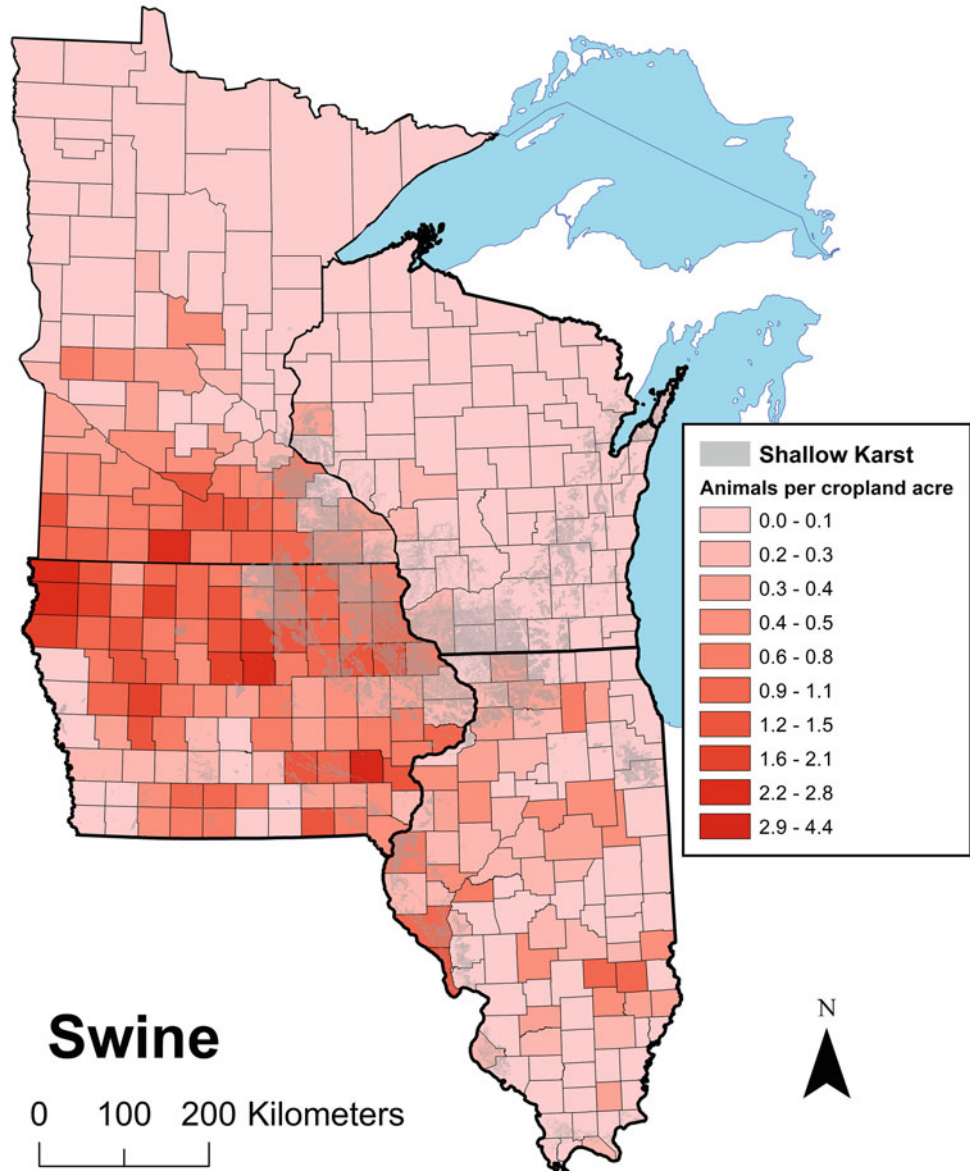 Shallow Karst
Animals per cropland acre
0.0 - 0.1
0.2 - 0.3
0.3 - 0.4
0.4 - 0.5
0.6 - 0.8
0.9 - 1.1
1.2 - 1.5
1.6 - 2.1
2.2 - 2.8
2.9 - 4.4
Swine
N
0 100 200 Kilometers